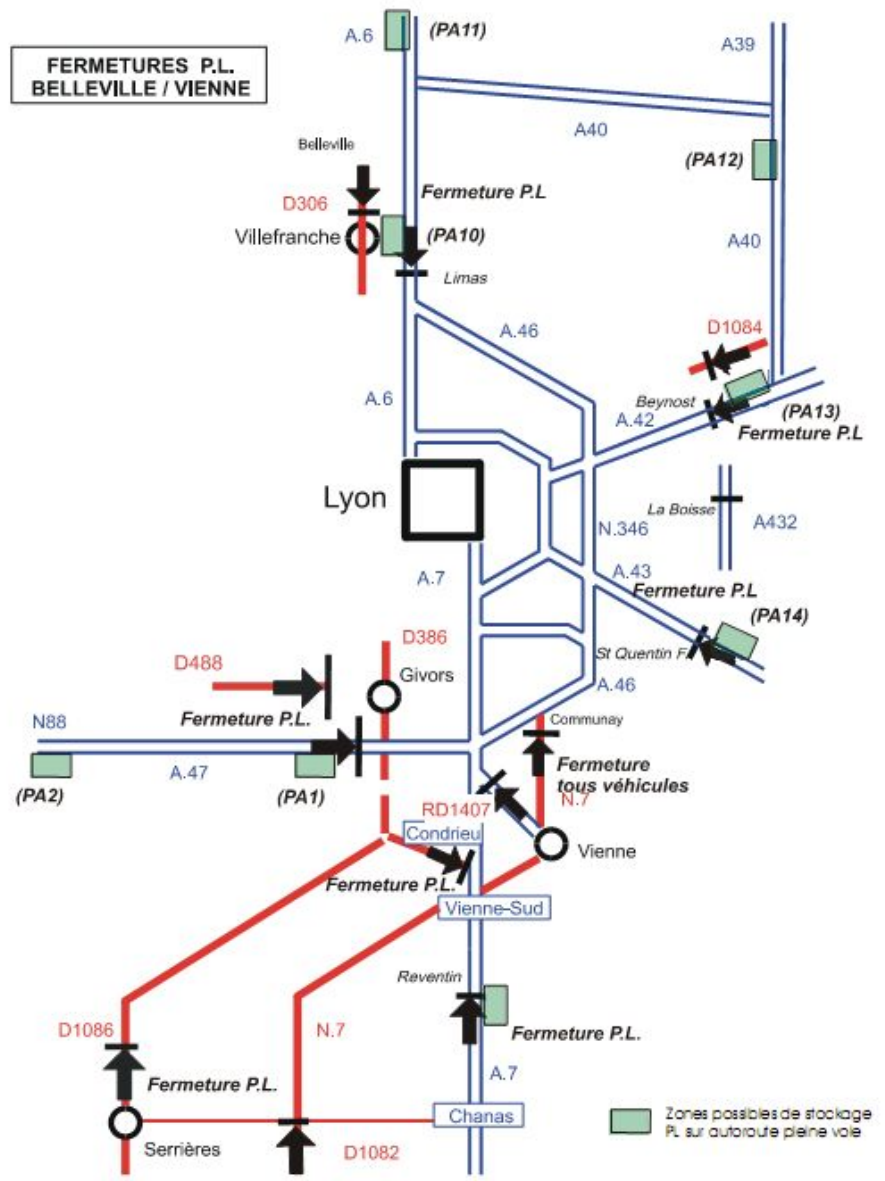 A.6
(PA11)
A39
FERMETURES P.L.
BELLEVILLE / VIENNE
A40
Belleville
(PA12)
Fermeture P.L
D306
Villefranche
(PA10)
A40
Limas
A.46
D1084
A.6
Beynost
(PA13)
A.42
Fermeture P.L
Lyon
La Boisse
A432
N.346
A.7
A.43
Fermeture P.L
(PA14)
D386
St Quentin F.
D488
Givors
A.46
Fermeture P.L.
N88
Communay
A.47
Fermeture
tous véhicules
(PA2)
(PA1)
N.7
RD1407
Condrieu
Vienne
Fermeture P.L.
Vienne-Sud
Reventin
D1086
N.7
Fermeture P.L.
A.7
Fermeture P.L.
Chanas
Zones possibles de stockage
PL sur autoroute pleine voie
Serrières
D1082